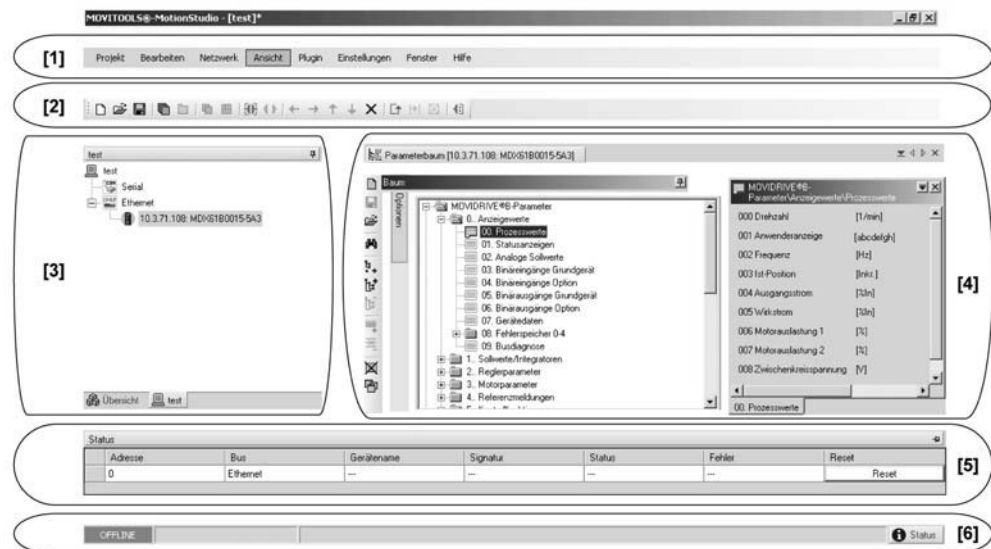 MOVITOOLS®-MotionStudio - [test]*
[1]
Projekt Bearbeiten Netzwerk Ansicht Plugin Einstellungen Fenster Hilfe
[2]
[3]
test
test
Serial
Ethernet
10.3.71.108: MDX61B0015-5A3
Übersicht test
[4]
Parameterbaum [10.3.71.108: MDX61B0015-5A3]
Baum
Optionen
MOVIDRIVE®B-Parameter
0.. Anzeigewerte
00. Prozesswerte
01. Statusanzeigen
02. Analoge Sollwerte
03. Binäreingänge Grundgerät
04. Binäreingänge Option
05. Binärausgänge Grundgerät
06. Binärausgänge Option
07. Gerätedaten
08. Fehlerspeicher 0-4
09. Busdiagnose
1.. Sollwerte/Integratoren
2.. Reglerparameter
3.. Motorparameter
4.. Referenzmeldungen
MOVIDRIVE®B-
Parameter\Anzeigewerte\Prozesswerte
000 Drehzahl [1/min]
001 Anwenderanzeige [abcdefgh]
002 Frequenz [Hz]
003 Ist-Position [Inkr.]
004 Ausgangsstrom [%In]
005 Wirkstrom [%In]
006 Motorauslastung 1 [%]
007 Motorauslastung 2 [%]
008 Zwischenkreisspannung [V]
00. Prozesswerte
[5]
Status
Adresse Bus Gerätename Signatur Status Fehler Reset
0 Ethernet --- --- --- --- Reset
[6]
OFFLINE Status